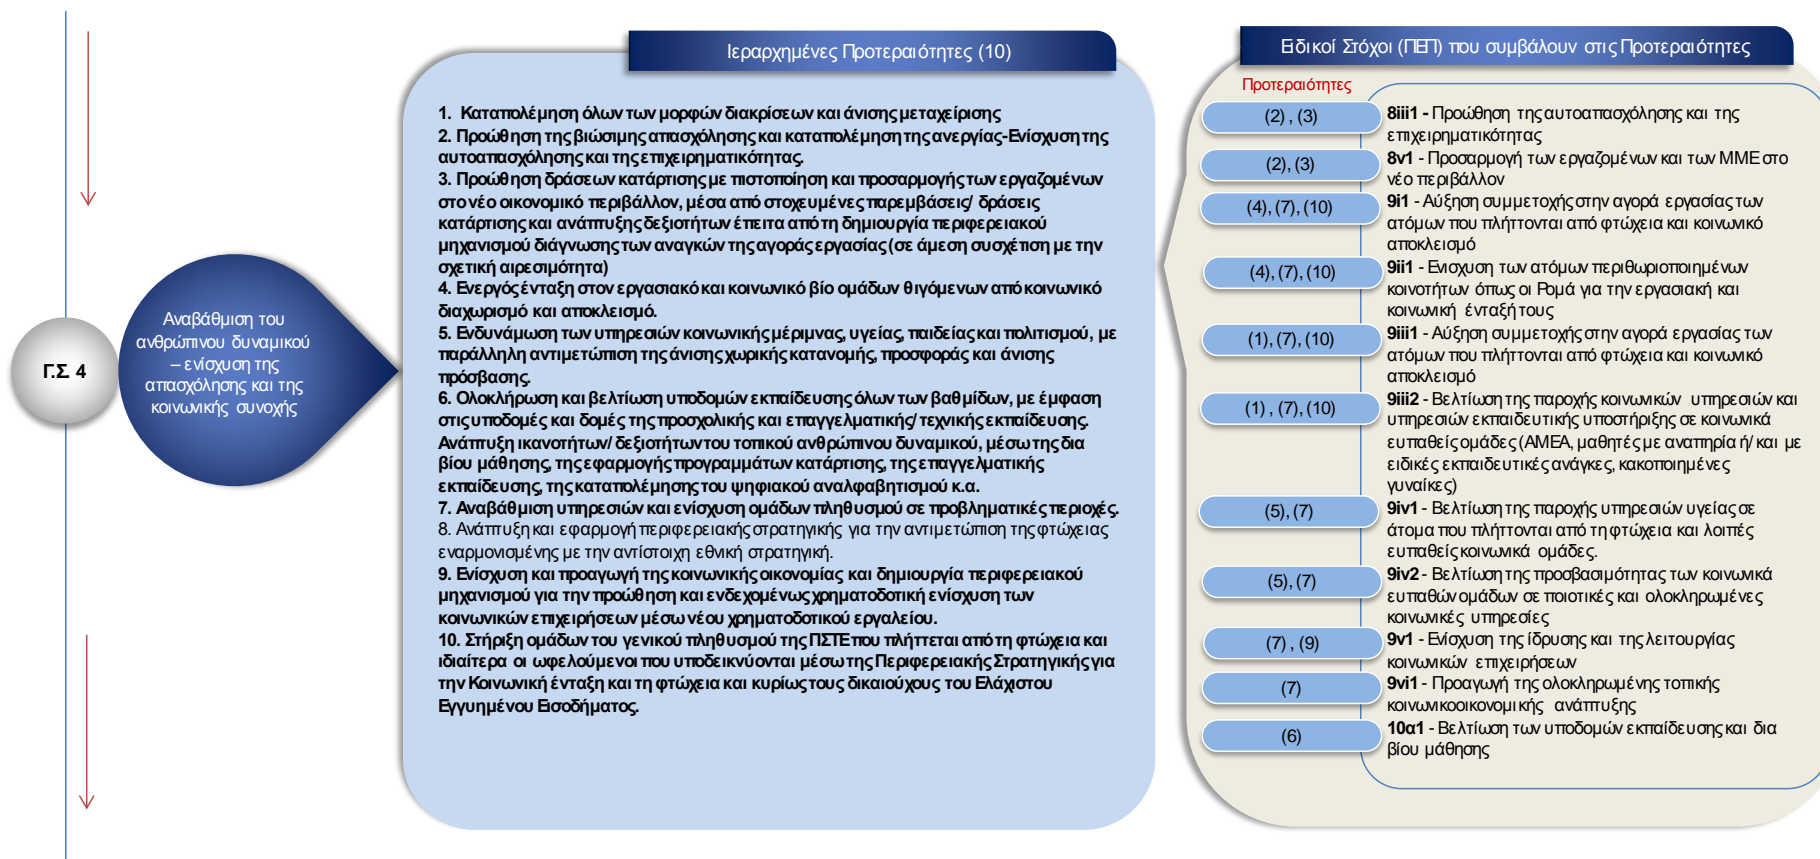 Γ.Σ. 4
Αναβάθμιση του
ανθρώπινου δυναμικού
– ενίσχυση της
απασχόλησης και της
κοινωνικής συνοχής
Ιεραρχημένες Προτεραιότητες (10)
1. Καταπολέμηση όλων των μορφών διακρίσεων και άνισης μεταχείρισης
2. Προώθηση της βιώσιμης απασχόλησης και καταπολέμηση της ανεργίας-Ενίσχυση της
αυτοαπασχόλησης και της επιχειρηματικότητας.
3. Προώθηση δράσεων κατάρτισης με πιστοποίηση και προσαρμογής των εργαζομένων
στο νέο οικονομικό περιβάλλον, μέσα από στοχευμένες παρεμβάσεις/ δράσεις
κατάρτισης και ανάπτυξης δεξιοτήτων έπειτα από τη δημιουργία περιφερειακού
μηχανισμού διάγνωσης των αναγκών της αγοράς εργασίας (σε άμεση συσχέτιση με την
σχετική αιρεσιμότητα)
4. Ενεργός ένταξη στον εργασιακό και κοινωνικό βίο ομάδων θιγόμενων από κοινωνικό
διαχωρισμό και αποκλεισμό.
5. Ενδυνάμωση των υπηρεσιών κοινωνικής μέριμνας, υγείας, παιδείας και πολιτισμού, με
παράλληλη αντιμετώπιση της άνισης χωρικής κατανομής, προσφοράς και άνισης
πρόσβασης.
6. Ολοκλήρωση και βελτίωση υποδομών εκπαίδευσης όλων των βαθμίδων, με έμφαση
στις υποδομές και δομές της προσχολικής και επαγγελματικής/ τεχνικής εκπαίδευσης.
Ανάπτυξη ικανοτήτων/ δεξιοτήτων του τοπικού ανθρώπινου δυναμικού, μέσω της δια
βίου μάθησης, της εφαρμογής προγραμμάτων κατάρτισης, της επαγγελματικής
εκπαίδευσης, της καταπολέμησης του ψηφιακού αναλφαβητισμού κ.α.
7. Αναβάθμιση υπηρεσιών και ενίσχυση ομάδων πληθυσμού σε προβληματικές περιοχές.
8. Ανάπτυξη και εφαρμογή περιφερειακής στρατηγικής για την αντιμετώπιση της φτώχειας
εναρμονισμένης με την αντίστοιχη εθνική στρατηγική.
9. Ενίσχυση και προαγωγή της κοινωνικής οικονομίας και δημιουργία περιφερειακού
μηχανισμού για την προώθηση και ενδεχομένως χρηματοδοτική ενίσχυση των
κοινωνικών επιχειρήσεων μέσω νέου χρηματοδοτικού εργαλείου.
10. Στήριξη ομάδων του γενικού πληθυσμού της ΠΣΤΕ που πλήττεται από τη φτώχεια και
ιδιαίτερα οι ωφελούμενοι που υποδεικνύονται μέσω της Περιφερειακής Στρατηγικής για
την Κοινωνική ένταξη και τη φτώχεια και κυρίως τους δικαιούχους του Ελάχιστου
Εγγυημένου Εισοδήματος.
Ειδικοί Στόχοι (ΠΕΠ) που συμβάλουν στις Προτεραιότητες
Προτεραιότητες
(2) , (3)
8iii1 - Προώθηση της αυτοαπασχόλησης και της
επιχειρηματικότητας
(2), (3)
8v1 - Προσαρμογή των εργαζομένων και των ΜΜΕ στο
νέο περιβάλλον
(4), (7), (10)
9i1 - Αύξηση συμμετοχής στην αγορά εργασίας των
ατόμων που πλήττονται από φτώχεια και κοινωνικό
αποκλεισμό
(4), (7), (10)
9ii1 - Ενισχυση των ατόμων περιθωριοποιημένων
κοινοτήτων όπως οι Ρομά για την εργασιακή και
κοινωνική ένταξή τους
(1), (7), (10)
9iii1 - Αύξηση συμμετοχής στην αγορά εργασίας των
ατόμων που πλήττονται από φτώχεια και κοινωνικό
αποκλεισμό
(1) , (7), (10)
9iii2 - Βελτίωση της παροχής κοινωνικών υπηρεσιών και
υπηρεσιών εκπαιδευτικής υποστήριξης σε κοινωνικά
ευπαθείς ομάδες (ΑΜΕΑ, μαθητές με αναπηρία ή/ και με
ειδικές εκπαιδευτικές ανάγκες, κακοποιημένες
γυναίκες)
(5), (7)
9iv1 - Βελτίωση της παροχής υπηρεσιών υγείας σε
άτομα που πλήττονται από τη φτώχεια και λοιπές
ευπαθείς κοινωνικά ομάδες.
(5), (7)
9iv2 - Βελτίωση της προσβασιμότητας των κοινωνικά
ευπαθών ομάδων σε ποιοτικές και ολοκληρωμένες
κοινωνικές υπηρεσίες
(7) , (9)
9v1 - Ενίσχυση της ίδρυσης και της λειτουργίας
κοινωνικών επιχειρήσεων
(7)
9vi1 - Προαγωγή της ολοκληρωμένης τοπικής
κοινωνικοοικονομικής ανάπτυξης
(6)
10α1 - Βελτίωση των υποδομών εκπαίδευσης και δια
βίου μάθησης